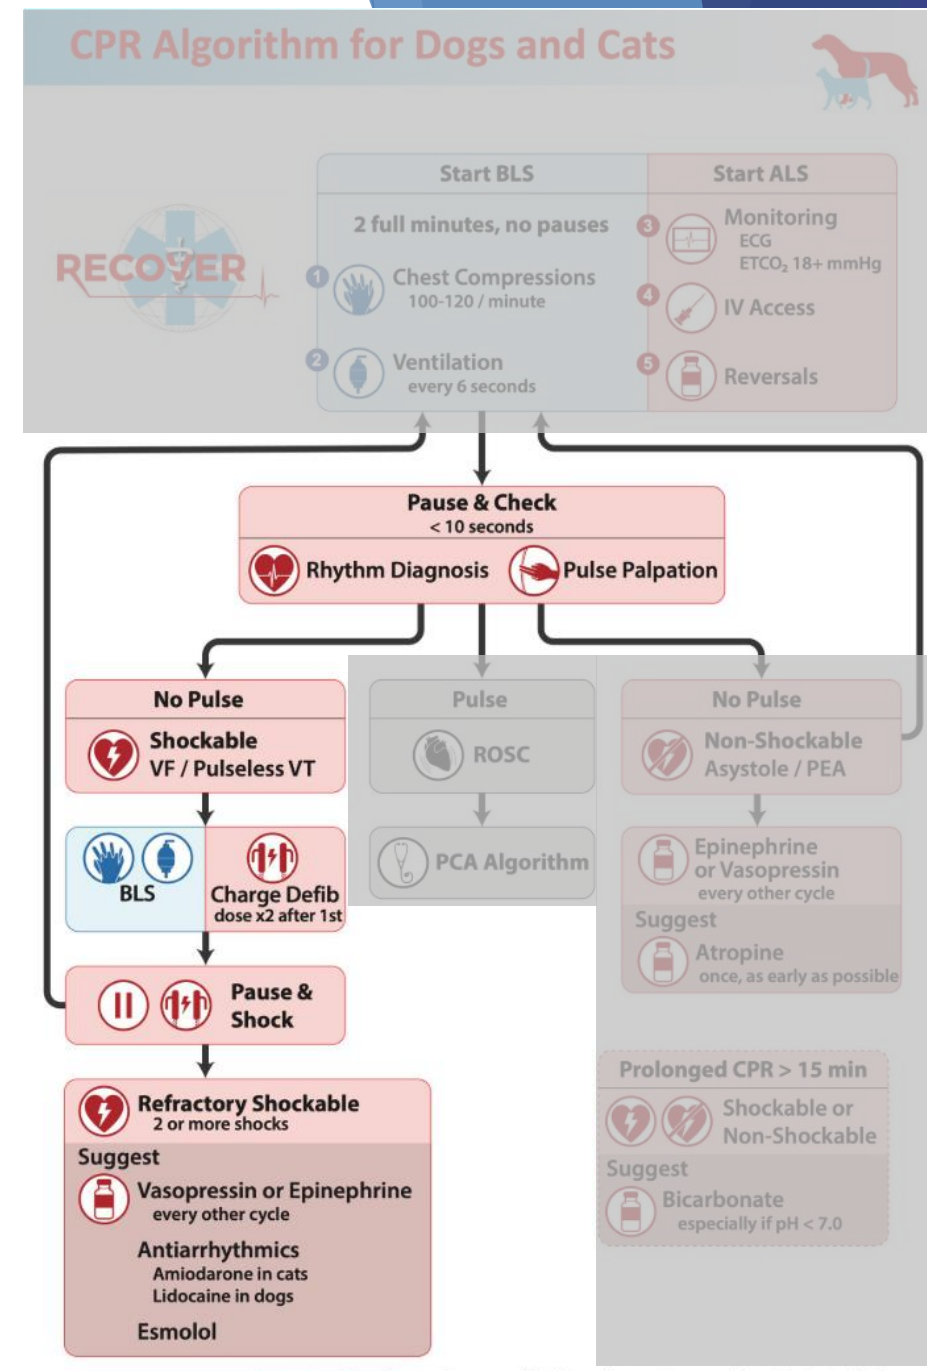 CPR Algorithm for Dogs and Cats
RECOVER
Start BLS
2 full minutes, no pauses
1
Chest Compressions
100-120 / minute
2
Ventilation
every 6 seconds
Start ALS
3
Monitoring
ECG
ETCO₂ 18+ mmHg
4
IV Access
5
Reversals
Pause & Check
< 10 seconds
Rhythm Diagnosis
Pulse Palpation
No Pulse
Shockable
VF / Pulseless VT
BLS
Charge Defib
dose x2 after 1st
Pause &
Shock
Refractory Shockable
2 or more shocks
Suggest
Vasopressin or Epinephrine
every other cycle
Antiarrhythmics
Amiodarone in cats
Lidocaine in dogs
Esmolol
Pulse
ROSC
PCA Algorithm
No Pulse
Non-Shockable
Asystole / PEA
Epinephrine
or Vasopressin
every other cycle
Suggest
Atropine
once, as early as possible
Prolonged CPR > 15 min
Shockable or
Non-Shockable
Suggest
Bicarbonate
especially if pH < 7.0